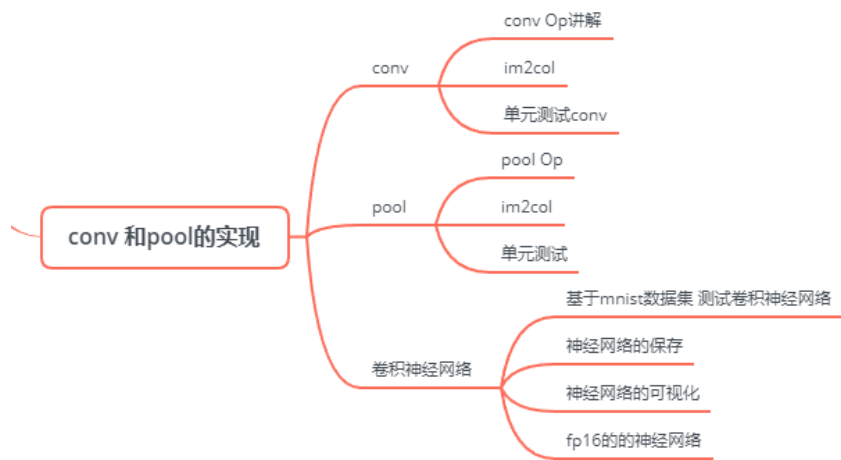 conv 和pool的实现
conv
conv Op讲解
im2col
单元测试conv
pool
pool Op
im2col
单元测试
卷积神经网络
基于mnist数据集 测试卷积神经网络
神经网络的保存
神经网络的可视化
fp16的的神经网络